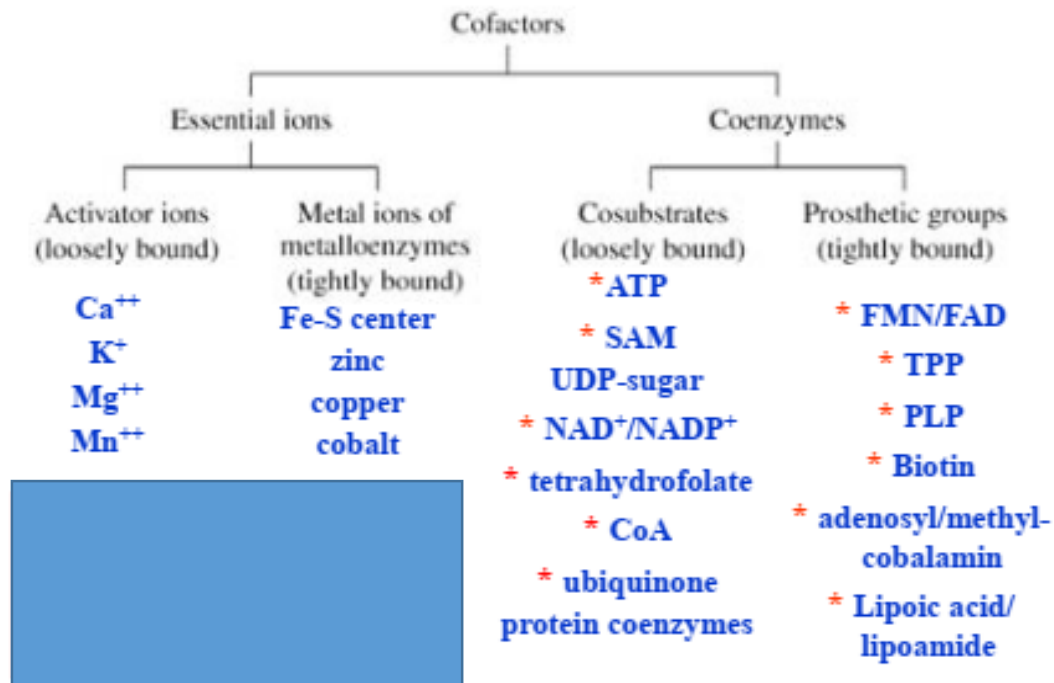 Cofactors
Essential ions
Coenzymes
Activator ions
(loosely bound)
Ca⁺⁺
K⁺
Mg⁺⁺
Mn⁺⁺
Metal ions of
metalloenzymes
(tightly bound)
Fe-S center
zinc
copper
cobalt
Cosubstrates
(loosely bound)
*ATP
* SAM
UDP-sugar
* NAD⁺/NADP⁺
* tetrahydrofolate
* CoA
* ubiquinone
protein coenzymes
Prosthetic groups
(tightly bound)
* FMN/FAD
* TPP
* PLP
* Biotin
* adenosyl/methyl-
cobalamin
* Lipoic acid/
lipoamide